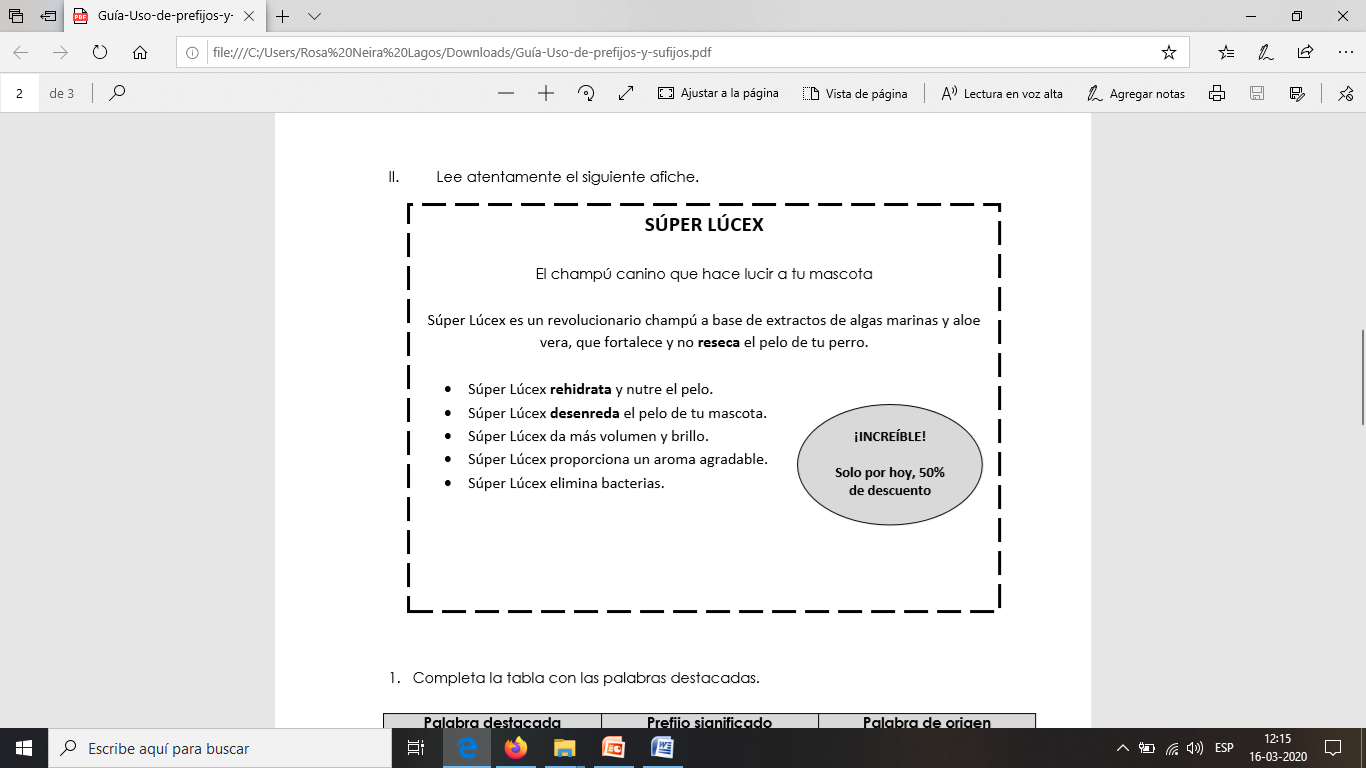 Guía-Uso-de-prefijos-y-
file:///C:/Users/Rosa%20Neira%20Lagos/Downloads/Guía-Uso-de-prefijos-y-sufijos.pdf
2 de 3 Ajustar a la página Vista de página Lectura en voz alta Agregar notas
II. Lee atentamente el siguiente afiche.
SÚPER LÚCEX
El champú canino que hace lucir a tu mascota
Súper Lúcex es un revolucionario champú a base de extractos de algas marinas y aloe
vera, que fortalece y no reseca el pelo de tu perro.
• Súper Lúcex rehidrata y nutre el pelo.
• Súper Lúcex desenreda el pelo de tu mascota.
• Súper Lúcex da más volumen y brillo.
• Súper Lúcex proporciona un aroma agradable.
• Súper Lúcex elimina bacterias.
¡INCREÍBLE!
Solo por hoy, 50%
de descuento
1. Completa la tabla con las palabras destacadas.
Palabra destacada Prefijo significado Palabra de origen
Escribe aquí para buscar
ESP
12:15
16-03-2020